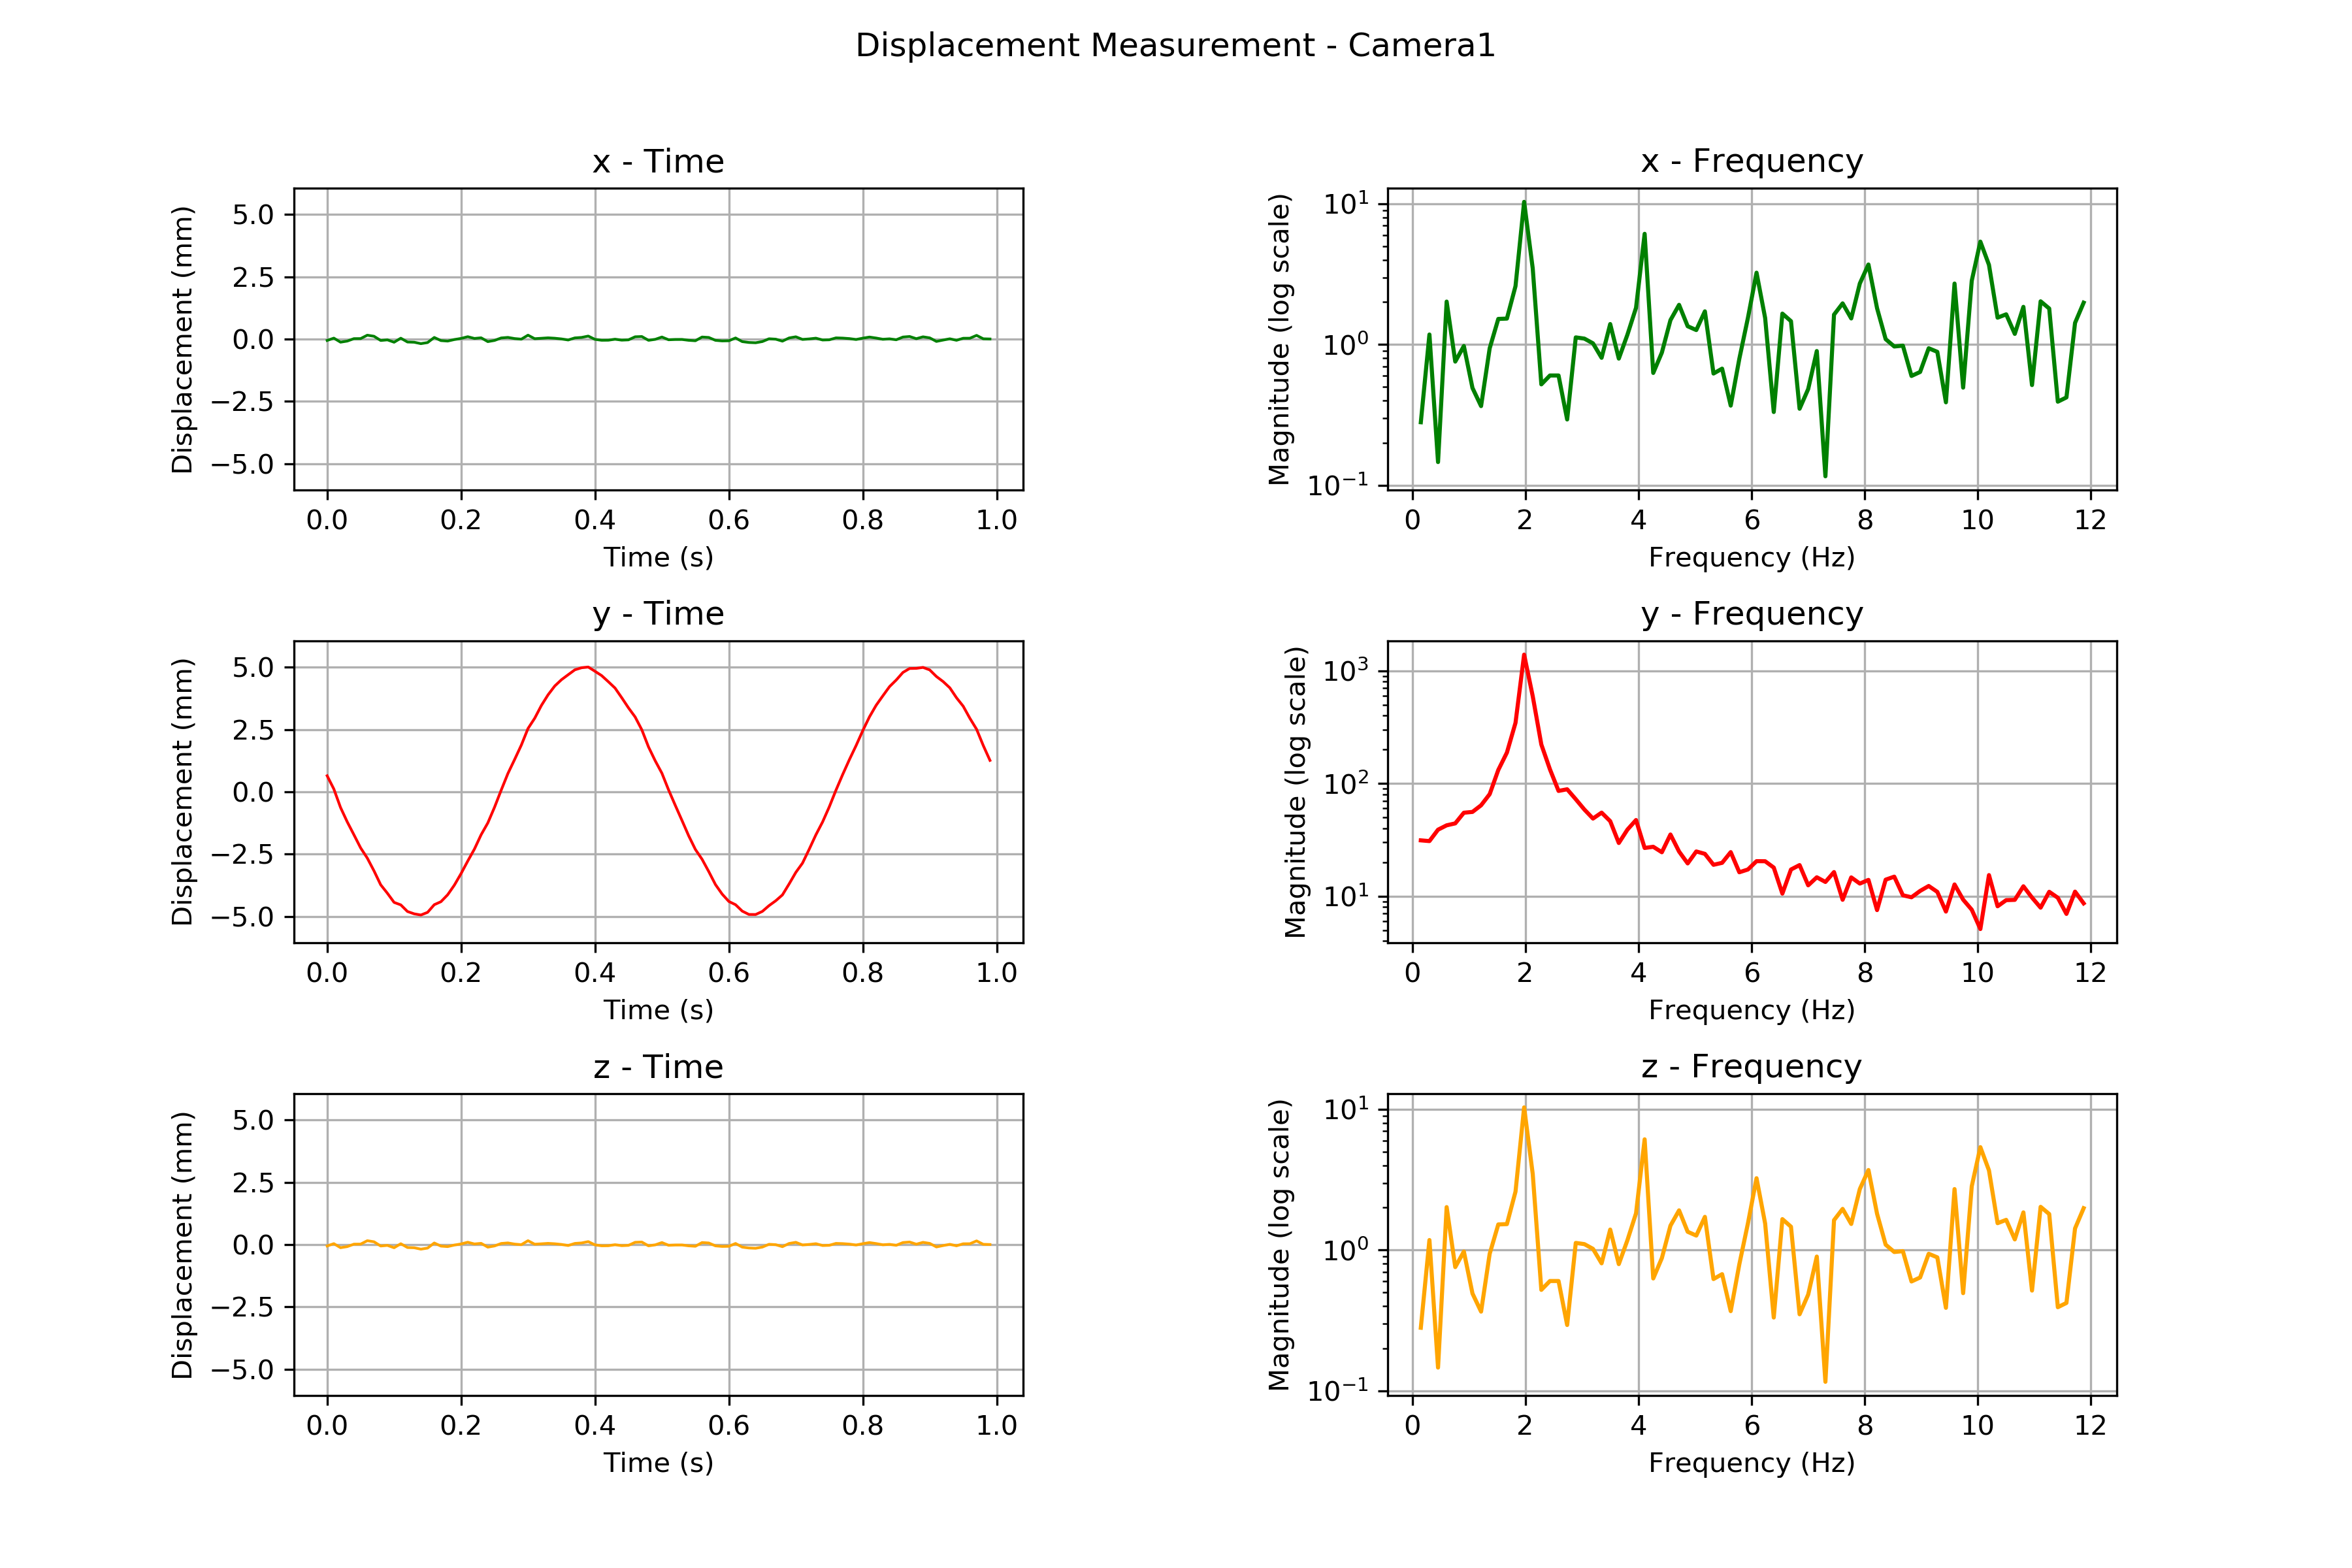 Displacement Measurement - Camera1
x - Time
Displacement (mm)
5.0
2.5
0.0
−2.5
−5.0
0.0 0.2 0.4 0.6 0.8 1.0
Time (s)
x - Frequency
Magnitude (log scale)
10¹
10⁰
10⁻¹
0 2 4 6 8 10 12
Frequency (Hz)
y - Time
Displacement (mm)
5.0
2.5
0.0
−2.5
−5.0
0.0 0.2 0.4 0.6 0.8 1.0
Time (s)
y - Frequency
Magnitude (log scale)
10³
10²
10¹
0 2 4 6 8 10 12
Frequency (Hz)
z - Time
Displacement (mm)
5.0
2.5
0.0
−2.5
−5.0
0.0 0.2 0.4 0.6 0.8 1.0
Time (s)
z - Frequency
Magnitude (log scale)
10¹
10⁰
10⁻¹
0 2 4 6 8 10 12
Frequency (Hz)